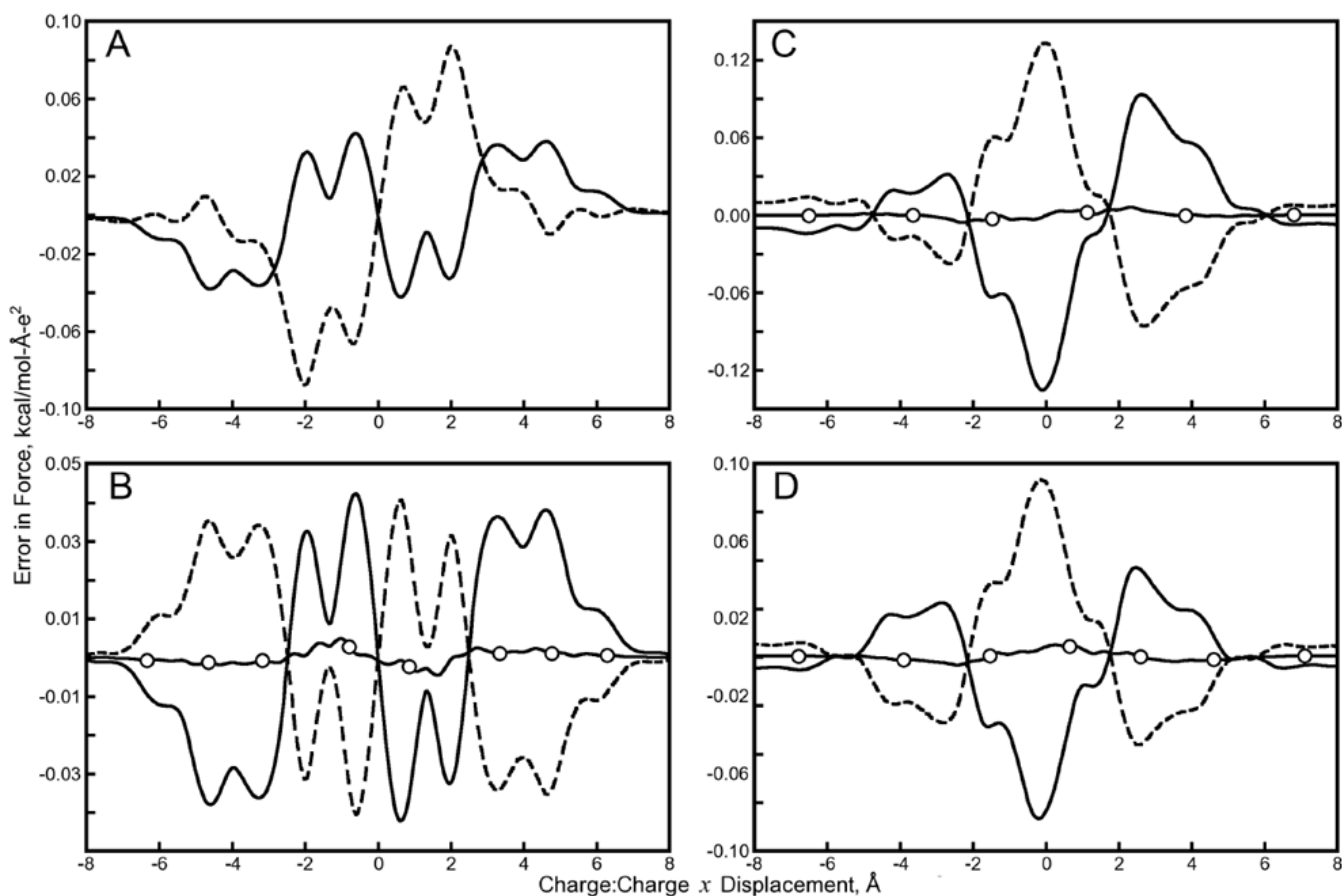 Error in Force, kcal/mol-Å-e²
A
0.10
0.06
0.02
-0.02
-0.06
-0.10
-8 -6 -4 -2 0 2 4 6 8
C
0.12
0.06
0.00
-0.06
-0.12
-8 -6 -4 -2 0 2 4 6 8
B
0.05
0.03
0.01
-0.01
-0.03
-8 -6 -4 -2 0 2 4 6 8
D
0.10
0.06
0.02
-0.02
-0.06
-0.10
-8 -6 -4 -2 0 2 4 6 8
Charge:Charge x Displacement, Å